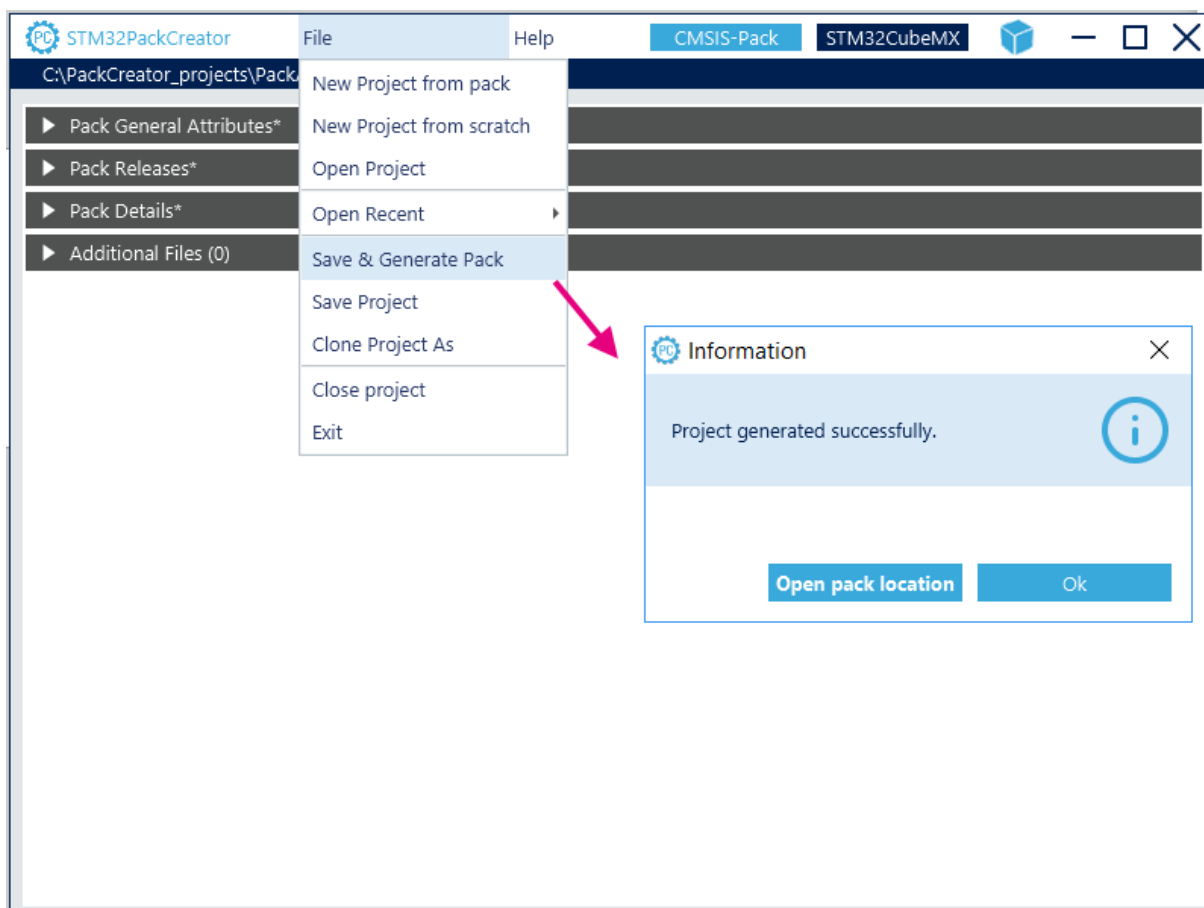 PC STM32PackCreator File Help CMSIS-Pack STM32CubeMX
C:\PackCreator_projects\Pack
New Project from pack
Pack General Attributes*
New Project from scratch
Pack Releases*
Open Project
Pack Details*
Open Recent
Additional Files (0)
Save & Generate Pack
Save Project
Clone Project As
Close project
Exit
PC Information
Project generated successfully.
Open pack location Ok